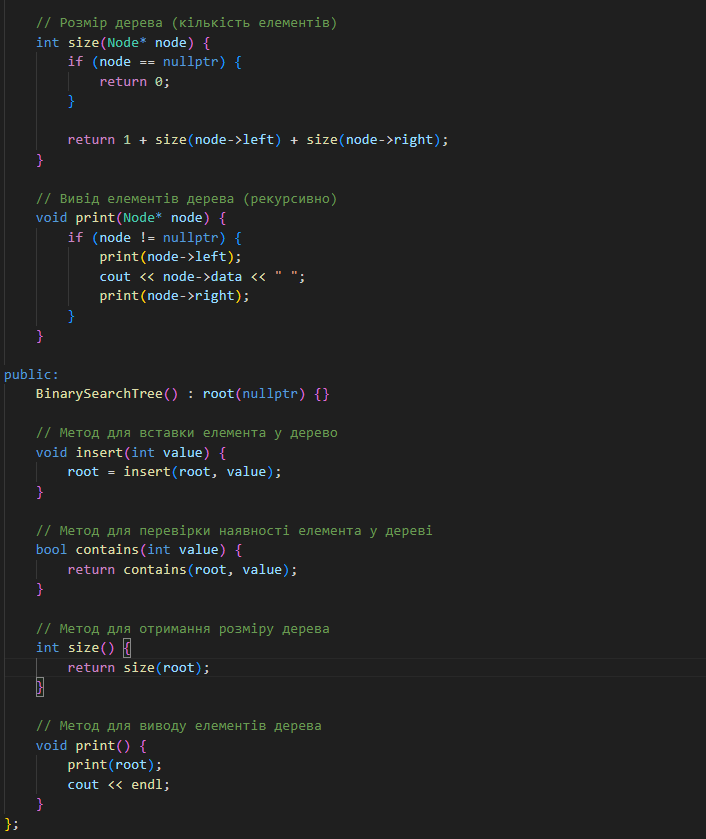 // Розмір дерева (кількість елементів)
int size(Node* node) {
if (node == nullptr) {
return 0;
}
return 1 + size(node->left) + size(node->right);
}
// Вивід елементів дерева (рекурсивно)
void print(Node* node) {
if (node != nullptr) {
print(node->left);
cout << node->data << " ";
print(node->right);
}
}
public:
BinarySearchTree() : root(nullptr) {}
// Метод для вставки елемента у дерево
void insert(int value) {
root = insert(root, value);
}
// Метод для перевірки наявності елемента у дереві
bool contains(int value) {
return contains(root, value);
}
// Метод для отримання розміру дерева
int size() {
return size(root);
}
// Метод для виводу елементів дерева
void print() {
print(root);
cout << endl;
}
};